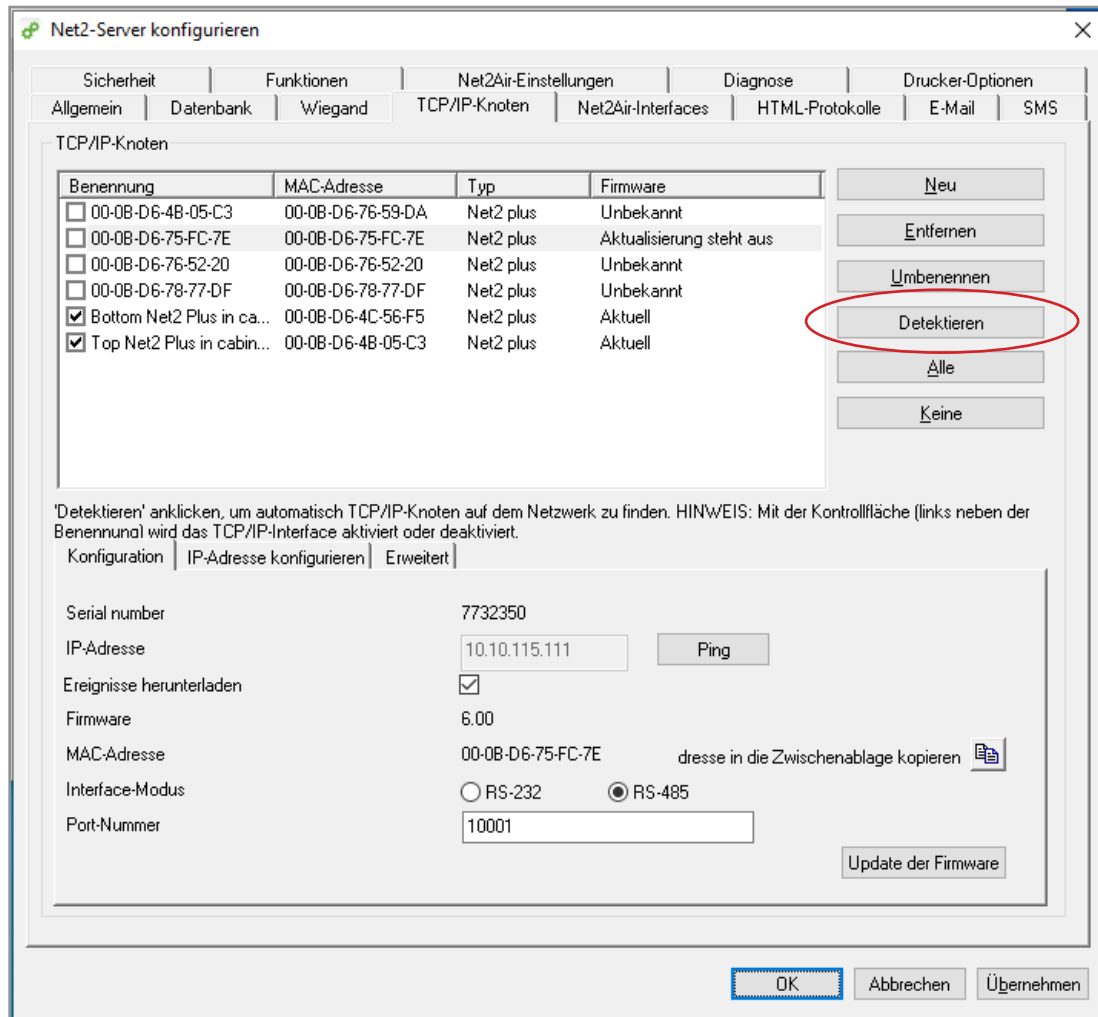 Net2-Server konfigurieren
Sicherheit Funktionen Net2Air-Einstellungen Diagnose Drucker-Optionen
Allgemein Datenbank Wiegand TCP/IP-Knoten Net2Air-Interfaces HTML-Protokolle E-Mail SMS
TCP/IP-Knoten
Benennung MAC-Adresse Typ Firmware
00-0B-D6-4B-05-C3 00-0B-D6-76-59-DA Net2 plus Unbekannt
00-0B-D6-75-FC-7E 00-0B-D6-75-FC-7E Net2 plus Aktualisierung steht aus
00-0B-D6-76-52-20 00-0B-D6-76-52-20 Net2 plus Unbekannt
00-0B-D6-78-77-DF 00-0B-D6-78-77-DF Net2 plus Unbekannt
Bottom Net2 Plus in ca... 00-0B-D6-4C-56-F5 Net2 plus Aktuell
Top Net2 Plus in cabin... 00-0B-D6-4B-05-C3 Net2 plus Aktuell
Neu
Entfernen
Umbenennen
Detektieren
Alle
Keine
'Detektieren' anklicken, um automatisch TCP/IP-Knoten auf dem Netzwerk zu finden. HINWEIS: Mit der Kontrollfläche (links neben der
Benennung) wird das TCP/IP-Interface aktiviert oder deaktiviert.
Konfiguration IP-Adresse konfigurieren Erweitert
Serial number 7732350
IP-Adresse 10.10.115.111 Ping
Ereignisse herunterladen
Firmware 6.00
MAC-Adresse 00-0B-D6-75-FC-7E dresse in die Zwischenablage kopieren
Interface-Modus RS-232 RS-485
Port-Nummer 10001
Update der Firmware
OK Abbrechen Übernehmen